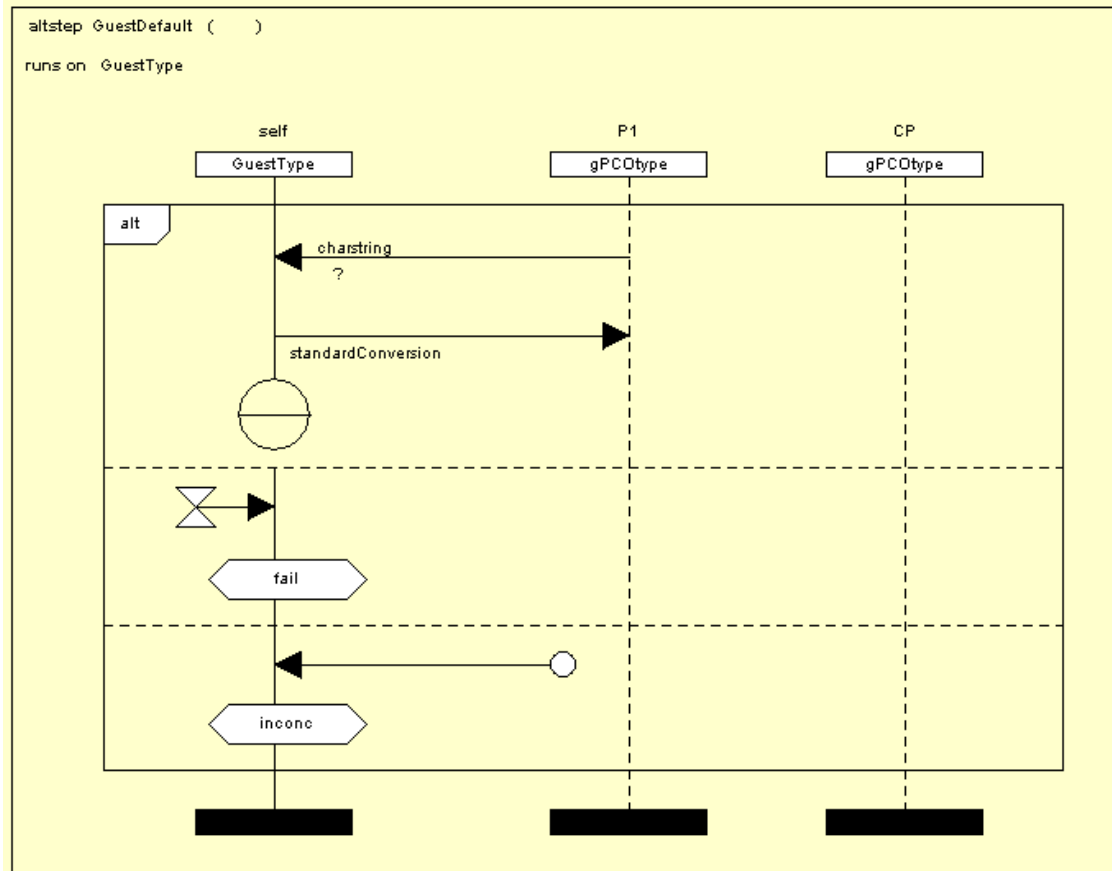 altstep GuestDefault ( )
runs on GuestType
self P1 CP
GuestType gPCOtype gPCOtype
alt
charstring
?
standardConversion
fail
inconc